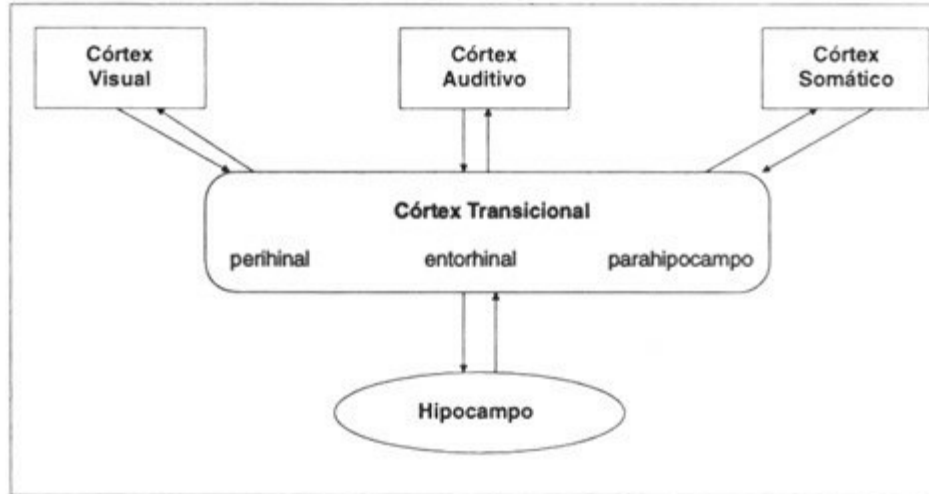 Córtex
Visual
Córtex
Auditivo
Córtex
Somático
Córtex Transicional
perihinal entorhinal parahipocampo
Hipocampo